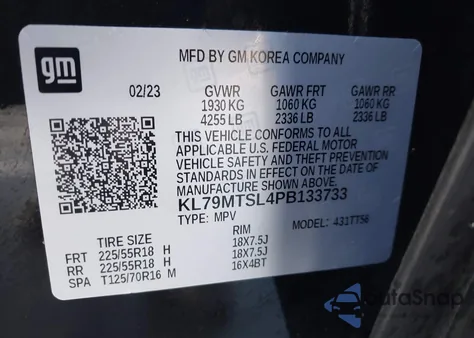 gm
MFD BY GM KOREA COMPANY
02/23 GVWR GAWR FRT GAWR RR
1930 KG 1060 KG 1060 KG
4255 LB 2336 LB 2336 LB
THIS VEHICLE CONFORMS TO ALL
APPLICABLE U.S. FEDERAL MOTOR
VEHICLE SAFETY AND THEFT PREVENTION
STANDARDS IN EFFECT ON THE DATE OF
MANUFACTURE SHOWN ABOVE.
KL79MTSL4PB133733
TYPE: MPV MODEL: 431TT56
TIRE SIZE RIM
FRT 225/55R18 H 18X7.5J
RR 225/55R18 H 18X7.5J
SPA T125/70R16 M 16X4BT
DataSnap